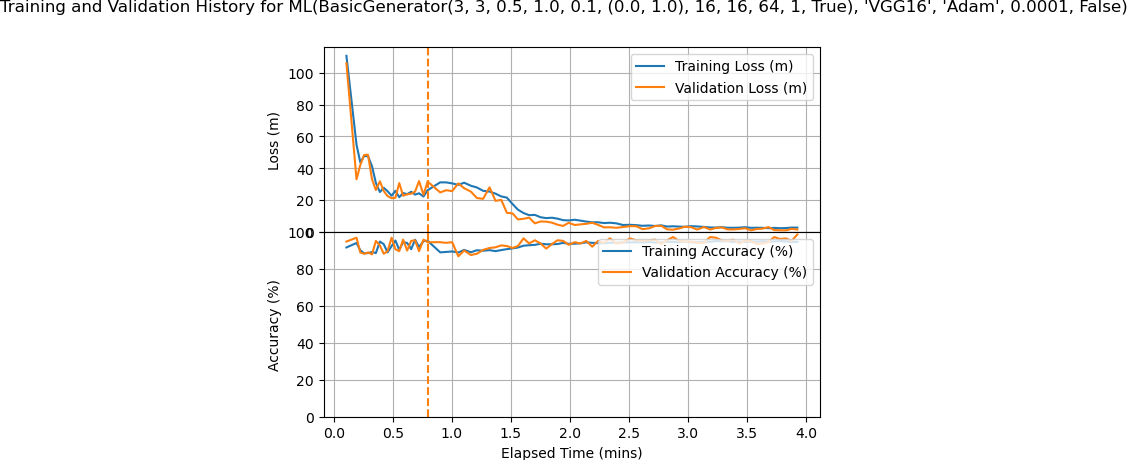 Training and Validation History for ML(BasicGenerator(3, 3, 0.5, 1.0, 0.1, (0.0, 1.0), 16, 16, 64, 1, True), 'VGG16', 'Adam', 0.0001, False)
Training Loss (m)
Validation Loss (m)
Loss (m)
100
80
60
40
20
0
Training Accuracy (%)
Validation Accuracy (%)
Accuracy (%)
100
80
60
40
20
0
0.0 0.5 1.0 1.5 2.0 2.5 3.0 3.5 4.0
Elapsed Time (mins)